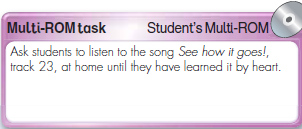 Multi-ROM task Student's Multi-ROM
Ask students to listen to the song See how it goes!,
track 23, at home until they have learned it by heart.